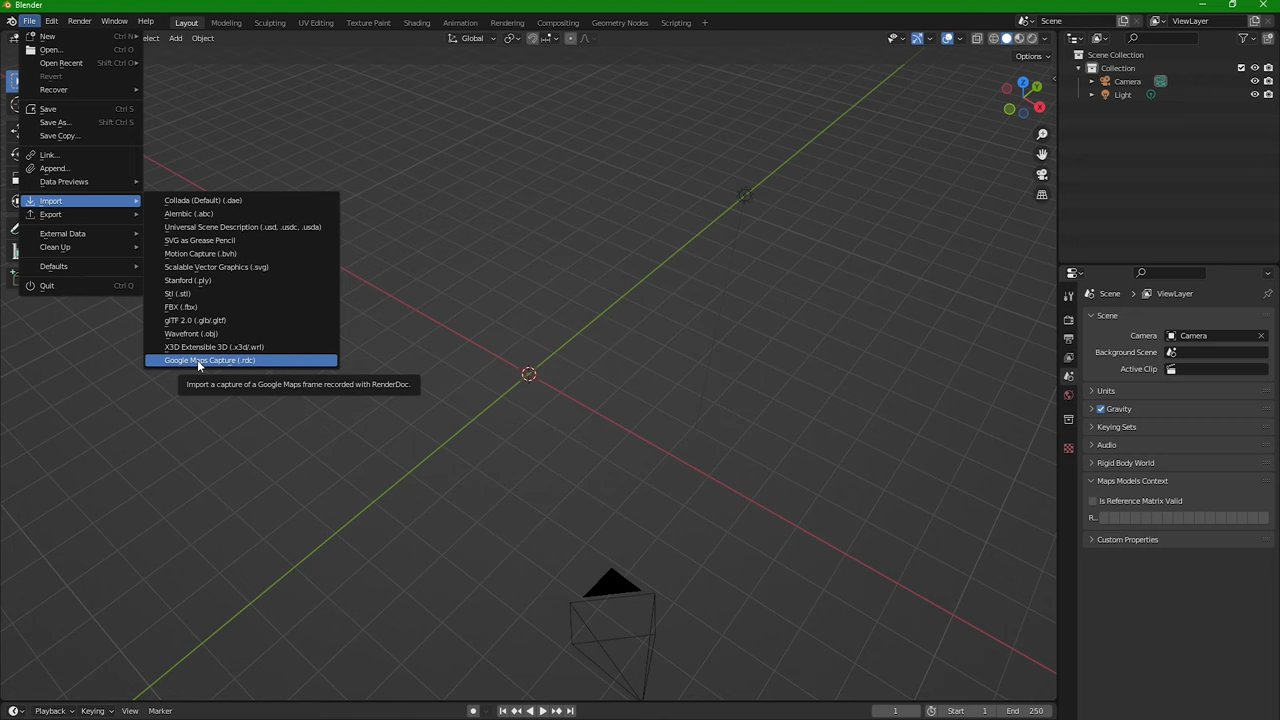 Blender
File Edit Render Window Help Layout Modeling Sculpting UV Editing Texture Paint Shading Animation Rendering Compositing Geometry Nodes Scripting + Scene ViewLayer
elect Add Object Global
Options
New Ctrl N
Open... Ctrl O
Open Recent Shift Ctrl O
Revert
Recover
Save Ctrl S
Save As... Shift Ctrl S
Save Copy...
Link...
Append...
Data Previews
Import
Export
External Data
Clean Up
Defaults
Quit Ctrl Q
Collada (Default) (.dae)
Alembic (.abc)
Universal Scene Description (.usd, .usdc, .usda)
SVG as Grease Pencil
Motion Capture (.bvh)
Scalable Vector Graphics (.svg)
Stanford (.ply)
Stl (.stl)
FBX (.fbx)
glTF 2.0 (.glb/.gltf)
Wavefront (.obj)
X3D Extensible 3D (.x3d/.wrl)
Google Maps Capture (.rdc)
Import a capture of a Google Maps frame recorded with RenderDoc.
Z
Y
X
Scene Collection
Collection
Camera
Light
Scene ViewLayer
Scene
Camera Camera
Background Scene
Active Clip
Units
Gravity
Keying Sets
Audio
Rigid Body World
Maps Models Context
Is Reference Matrix Valid
R...
Custom Properties
Playback Keying View Marker 1 Start 1 End 250